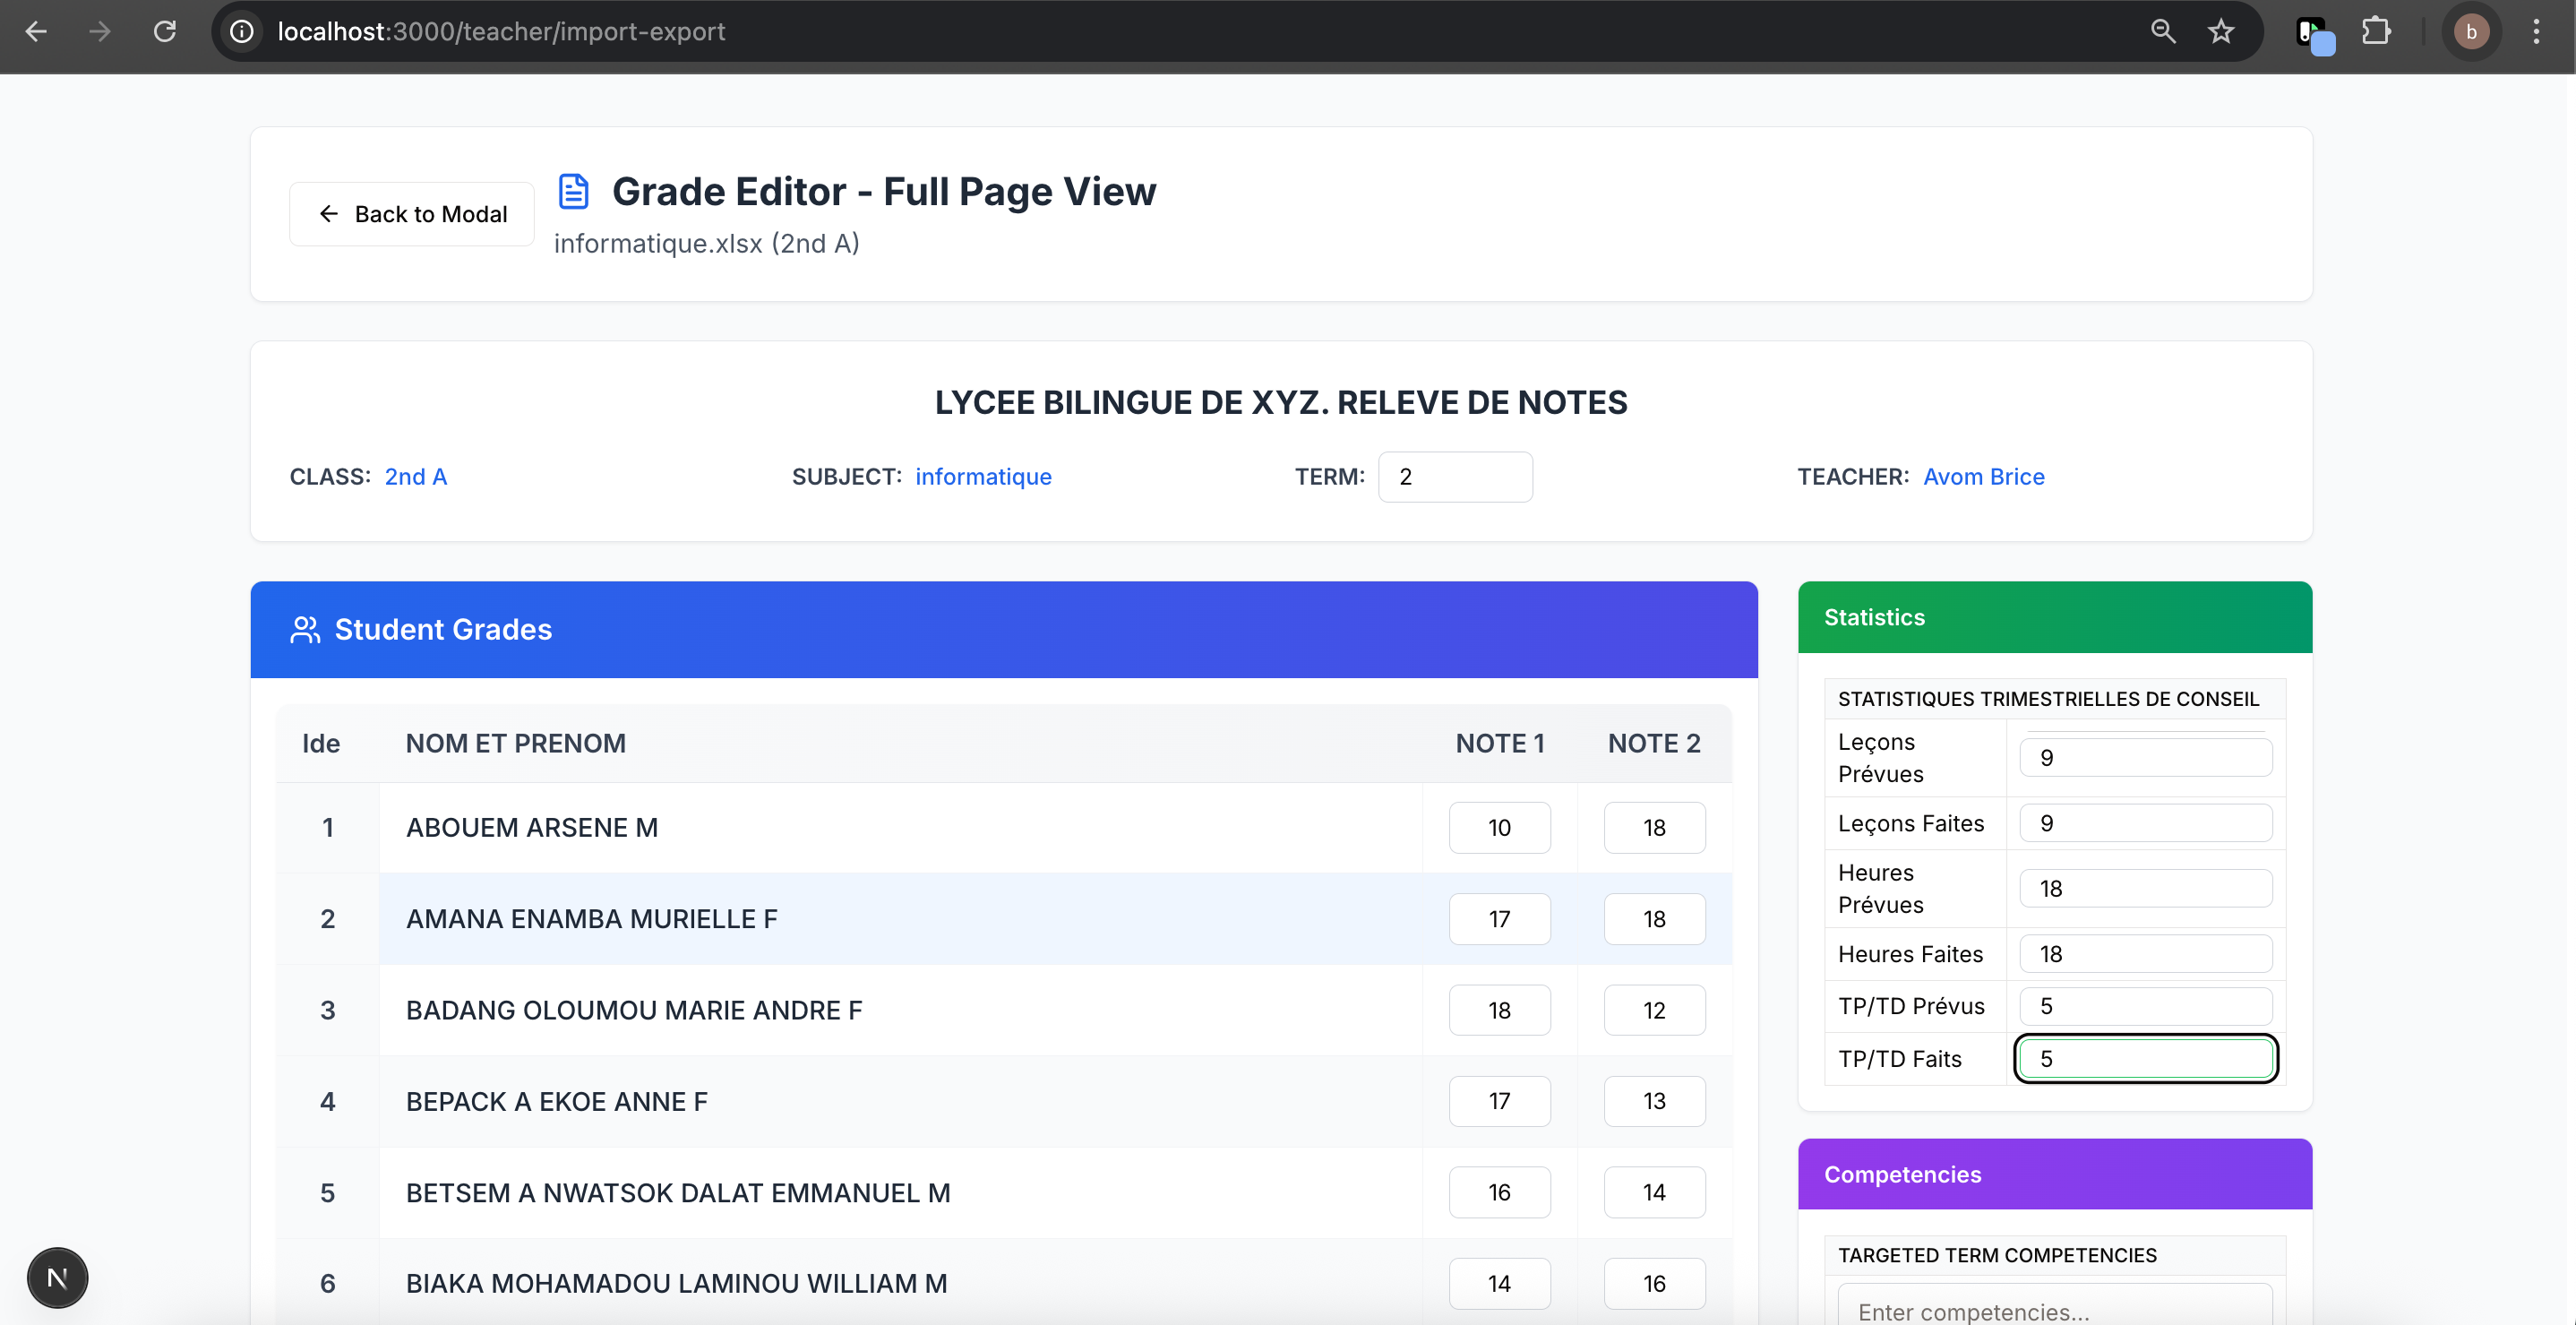 localhost:3000/teacher/import-export
b
Back to Modal
Grade Editor - Full Page View
informatique.xlsx (2nd A)
LYCEE BILINGUE DE XYZ. RELEVE DE NOTES
CLASS: 2nd A SUBJECT: informatique TERM: 2 TEACHER: Avom Brice
Student Grades
Ide NOM ET PRENOM NOTE 1 NOTE 2
1 ABOUEM ARSENE M 10 18
2 AMANA ENAMBA MURIELLE F 17 18
3 BADANG OLOUMOU MARIE ANDRE F 18 12
4 BEPACK A EKOE ANNE F 17 13
5 BETSEM A NWATSOK DALAT EMMANUEL M 16 14
6 BIAKA MOHAMADOU LAMINOU WILLIAM M 14 16
Statistics
STATISTIQUES TRIMESTRIELLES DE CONSEIL
Leçons
Prévues 9
Leçons Faites 9
Heures
Prévues 18
Heures Faites 18
TP/TD Prévus 5
TP/TD Faits 5
Competencies
TARGETED TERM COMPETENCIES
Enter competencies...
N